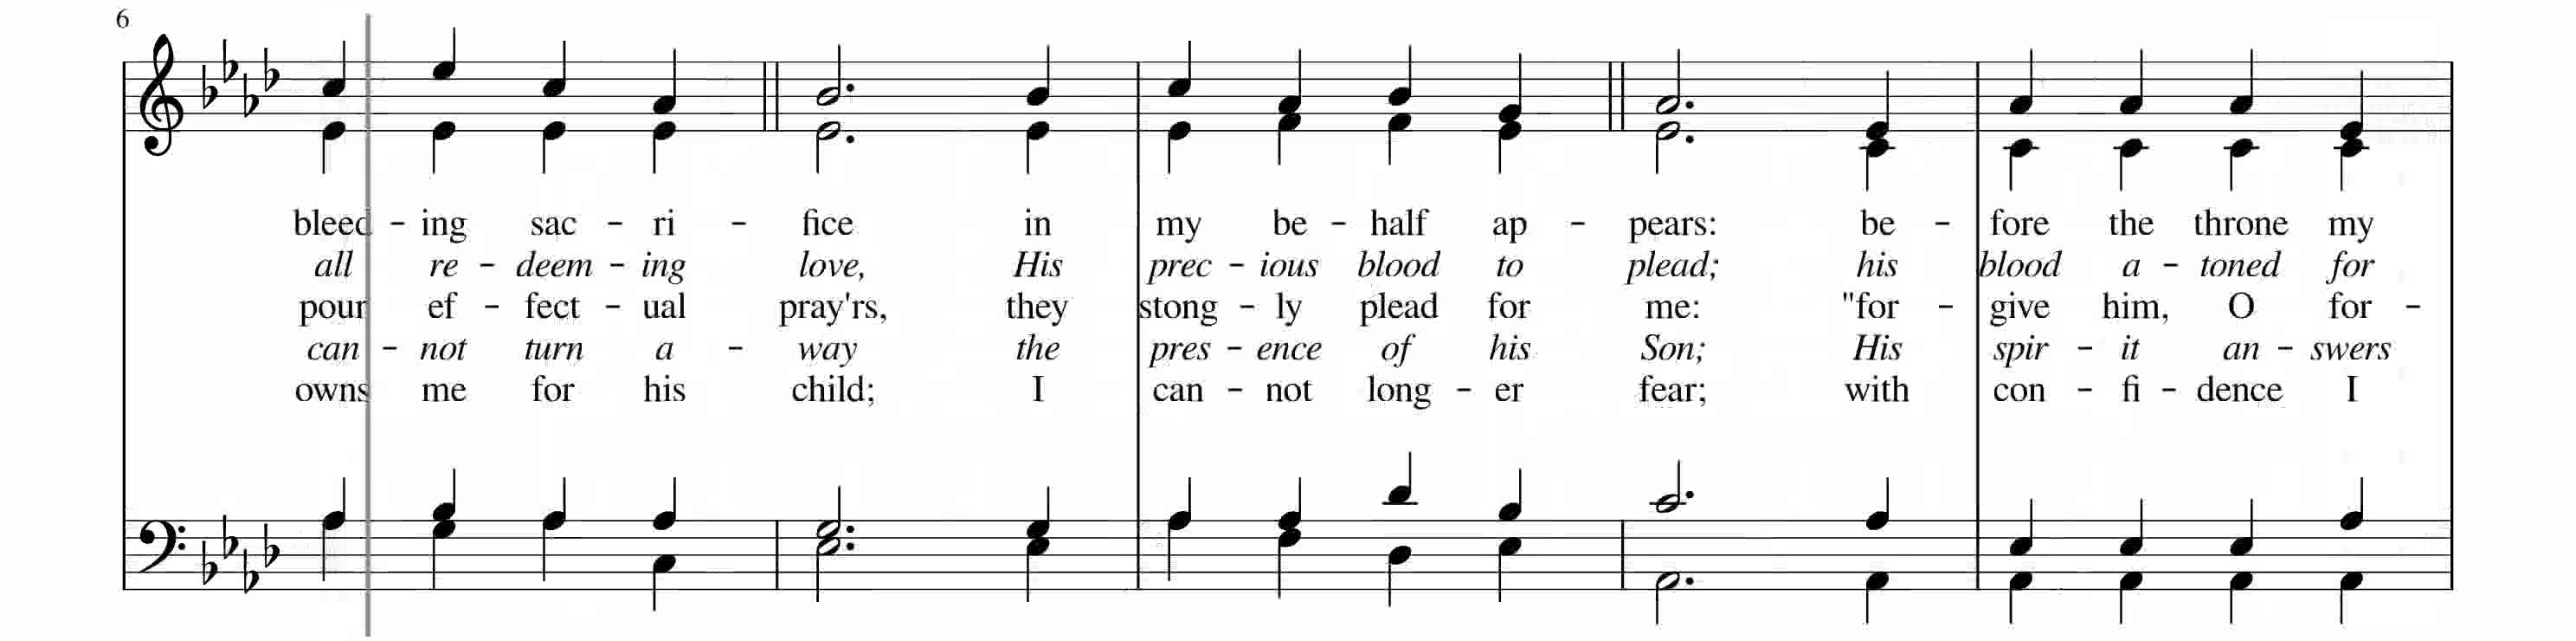 6
bleed - ing sac - ri - fice in my be - half ap - pears: be - fore the throne my
all re - deem - ing love, His prec - ious blood to plead; his blood a - toned for
pour ef - fect - ual pray'rs, they stong - ly plead for me: "for - give him, O for -
can - not turn a - way the pres - ence of his Son; His spir - it an - swers
owns me for his child; I can - not long - er fear; with con - fi - dence I